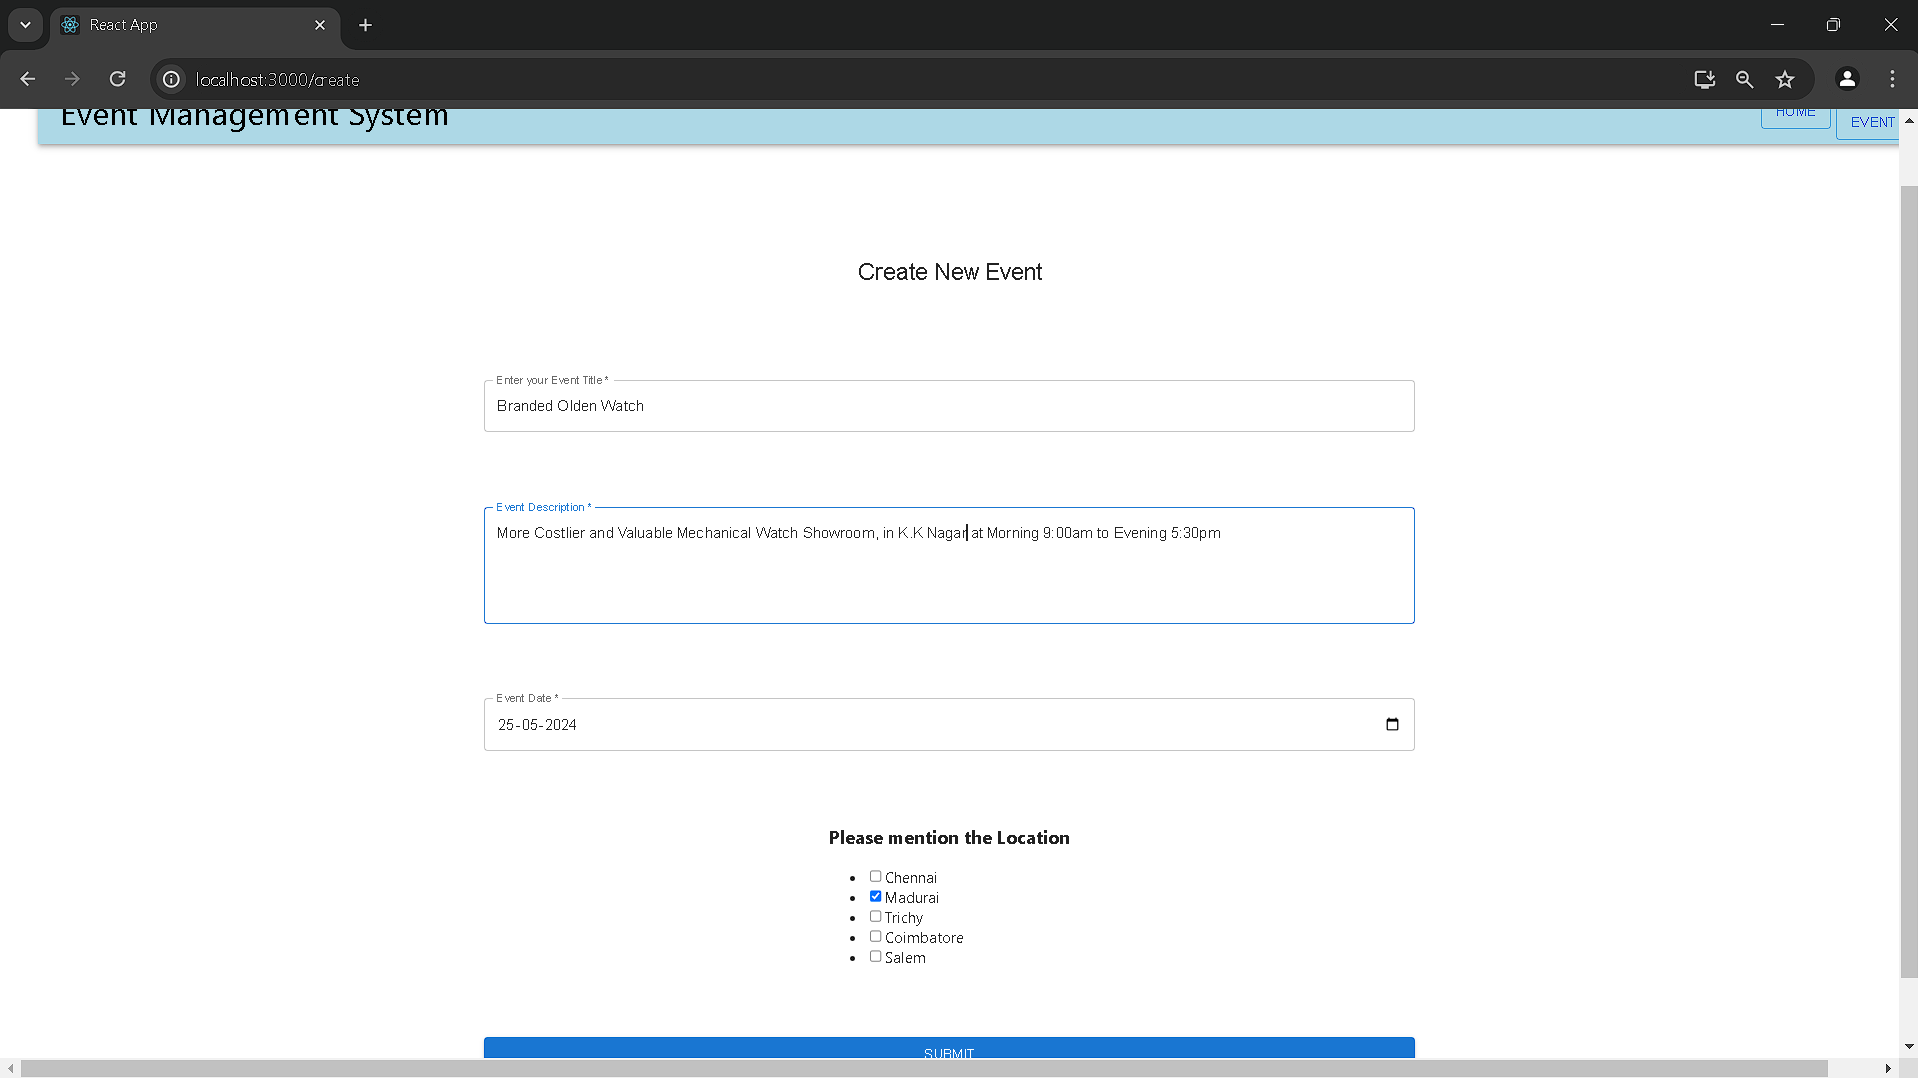 React App
localhost:3000/create
Event Management System
HOME
EVENT
Create New Event
Enter your Event Title *
Branded Olden Watch
Event Description *
More Costlier and Valuable Mechanical Watch Showroom, in K.K Nagar at Morning 9:00am to Evening 5:30pm
Event Date *
25-05-2024
Please mention the Location
Chennai
Madurai
Trichy
Coimbatore
Salem
SUBMIT